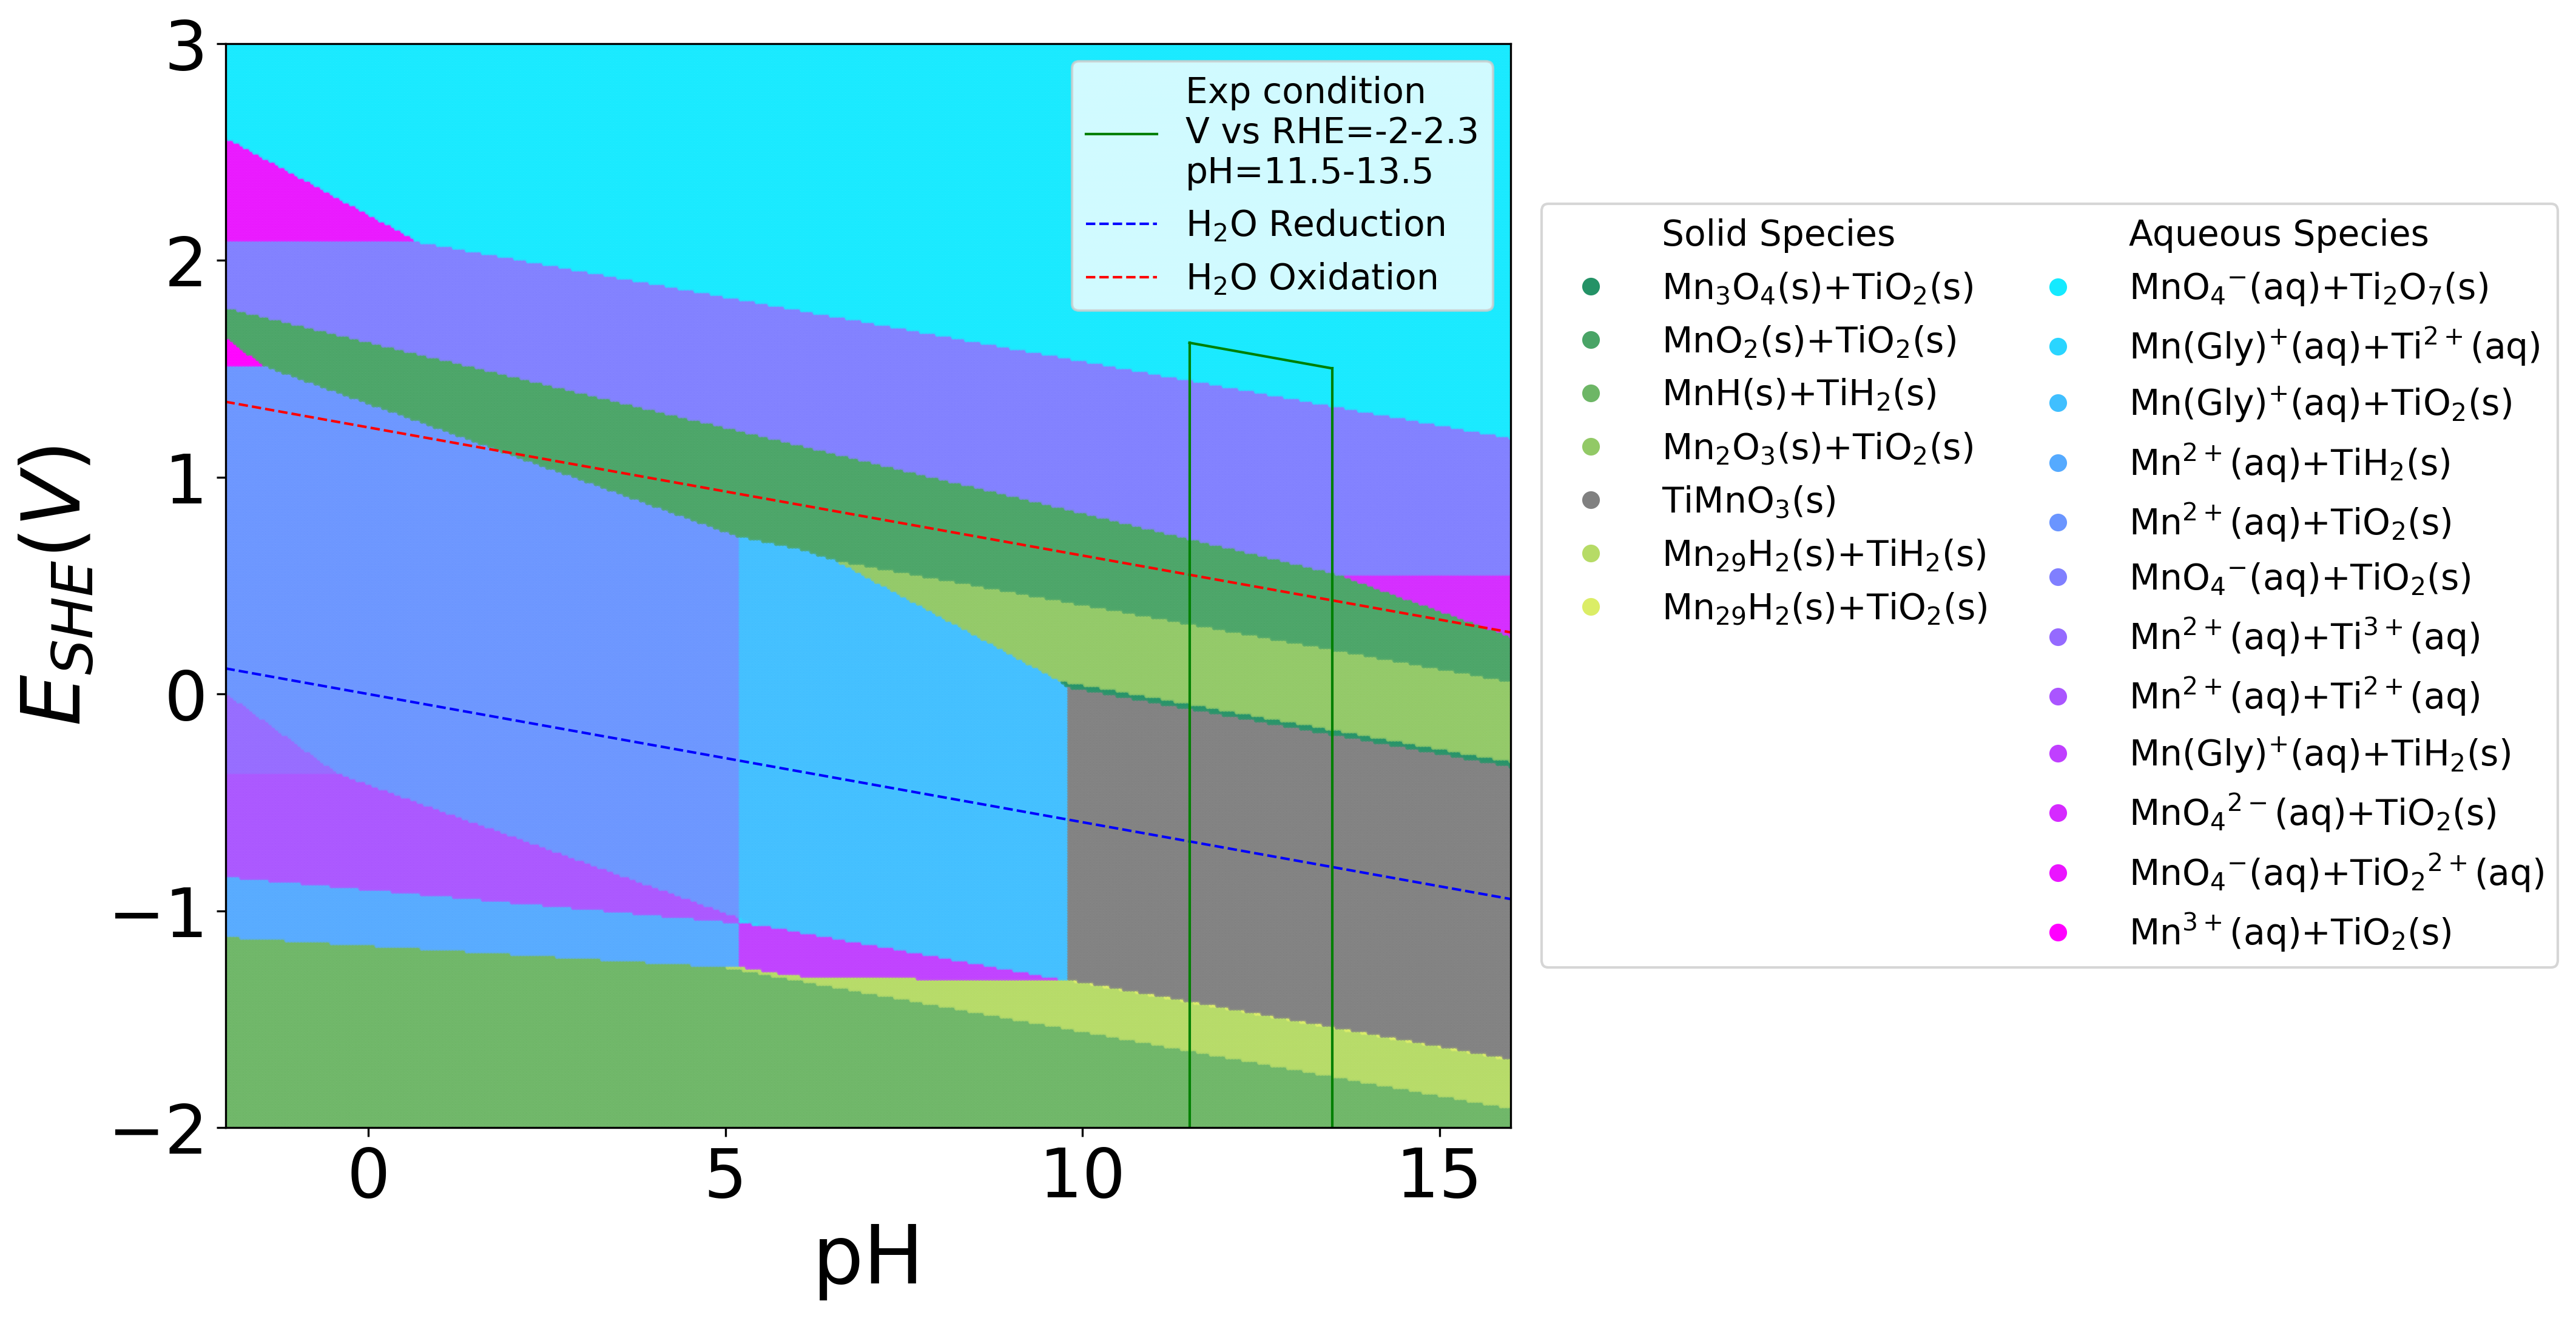 3
2
1
0
−1
−2
E_SHE(V)
0 5 10 15
pH
Exp condition
V vs RHE=-2-2.3
pH=11.5-13.5
H₂O Reduction
H₂O Oxidation
Solid Species
Mn₃O₄(s)+TiO₂(s)
MnO₂(s)+TiO₂(s)
MnH(s)+TiH₂(s)
Mn₂O₃(s)+TiO₂(s)
TiMnO₃(s)
Mn₂₉H₂(s)+TiH₂(s)
Mn₂₉H₂(s)+TiO₂(s)
Aqueous Species
MnO₄⁻(aq)+Ti₂O₇(s)
Mn(Gly)⁺(aq)+Ti²⁺(aq)
Mn(Gly)⁺(aq)+TiO₂(s)
Mn²⁺(aq)+TiH₂(s)
Mn²⁺(aq)+TiO₂(s)
MnO₄⁻(aq)+TiO₂(s)
Mn²⁺(aq)+Ti³⁺(aq)
Mn²⁺(aq)+Ti²⁺(aq)
Mn(Gly)⁺(aq)+TiH₂(s)
MnO₄²⁻(aq)+TiO₂(s)
MnO₄⁻(aq)+TiO₂²⁺(aq)
Mn³⁺(aq)+TiO₂(s)